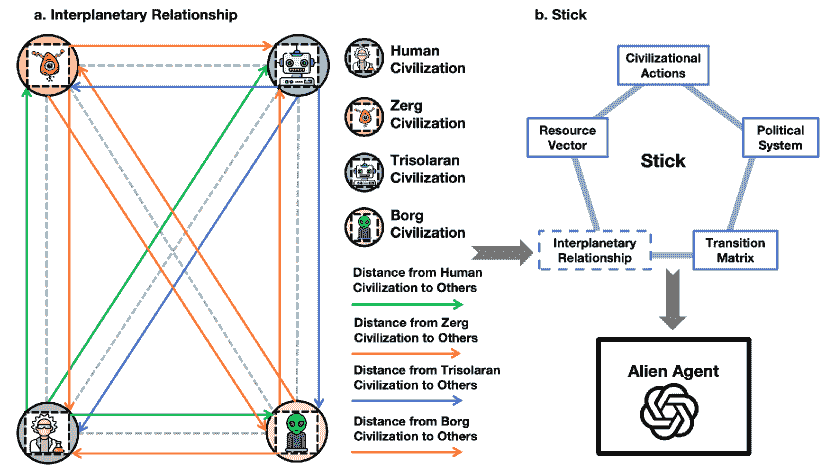 a. Interplanetary Relationship
Human
Civilization
Zerg
Civilization
Trisolaran
Civilization
Borg
Civilization
Distance from Human
Civilization to Others
Distance from Zerg
Civilization to Others
Distance from Trisolaran
Civilization to Others
Distance from Borg
Civilization to Others
b. Stick
Civilizational
Actions
Resource
Vector
Political
System
Stick
Interplanetary
Relationship
Transition
Matrix
Alien Agent